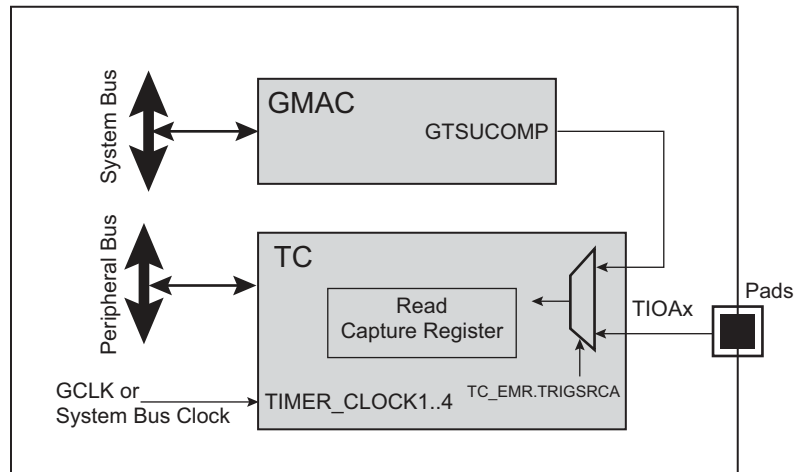 System Bus
GMAC
GTSUCOMP
Peripheral Bus
TC
Read
Capture Register
TIOAx
Pads
TC_EMR.TRIGSRCA
GCLK or
System Bus Clock
TIMER_CLOCK1..4